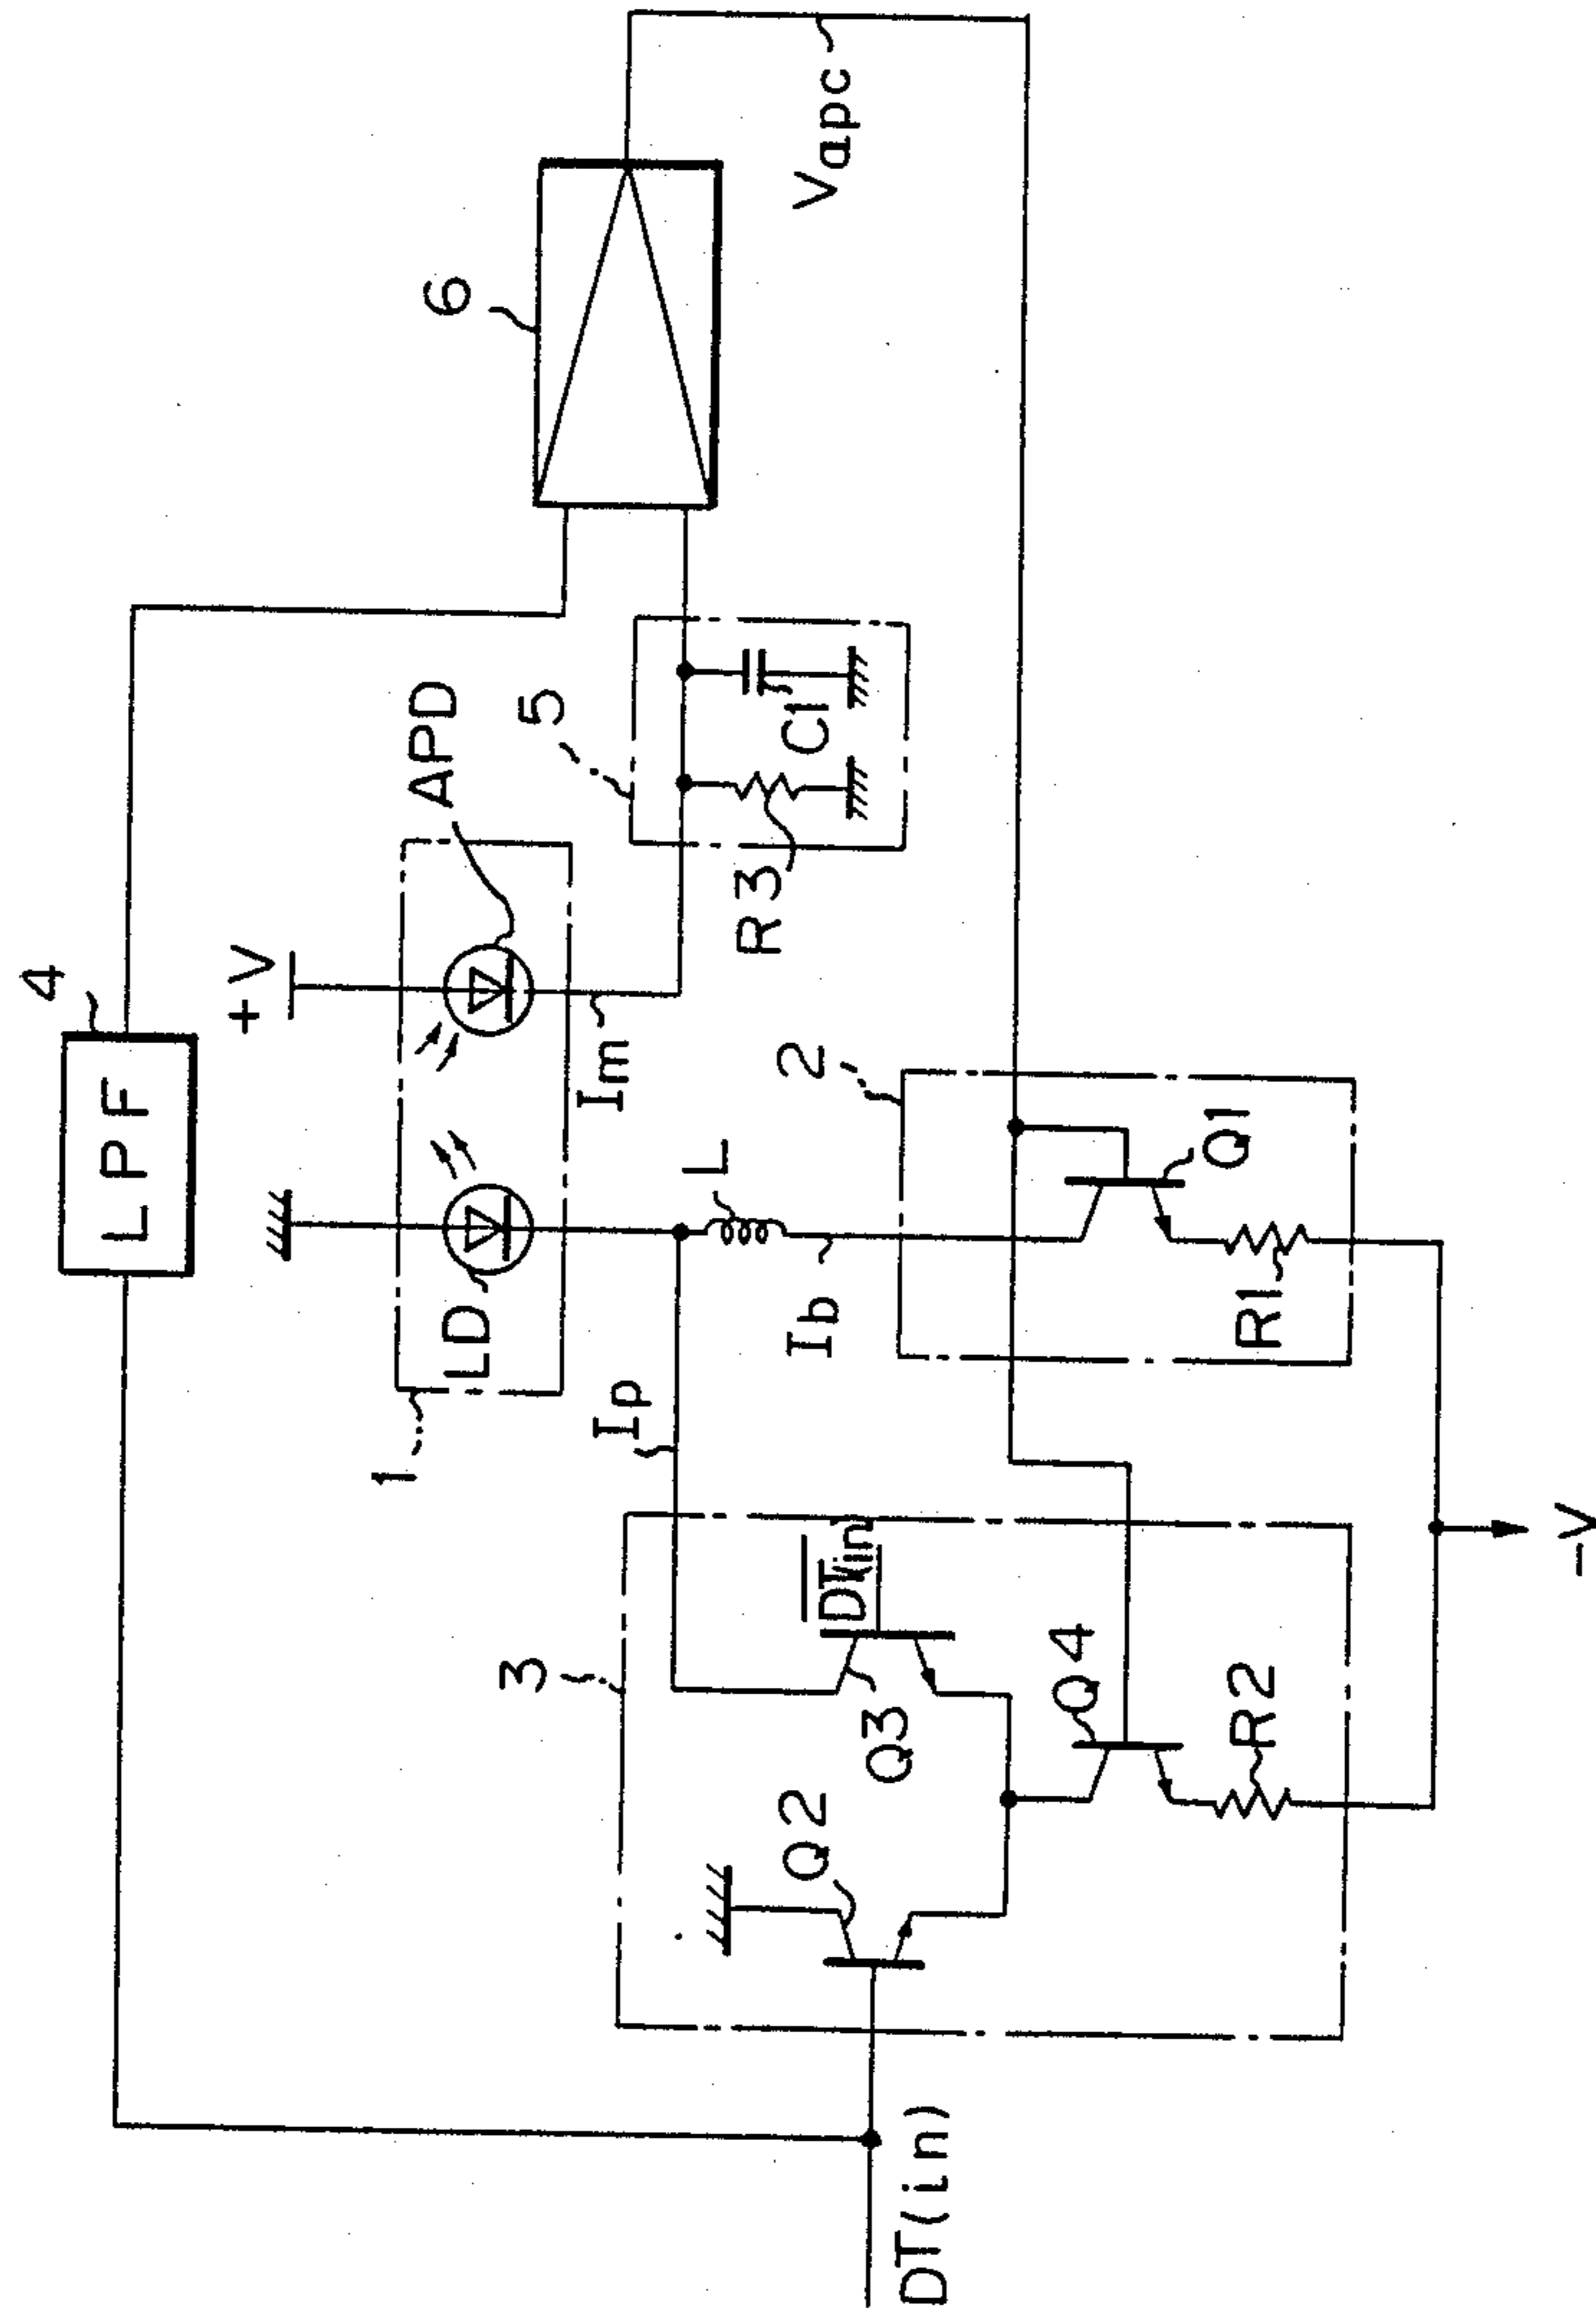 4
LPF
+V
6
Vapc
APD
5
LD
1
Im
R3
C1
L
Ip
Ib
2
Q1
R1
3
DT(in)
Q2
Q3
Q4
R2
DT(in)
-V